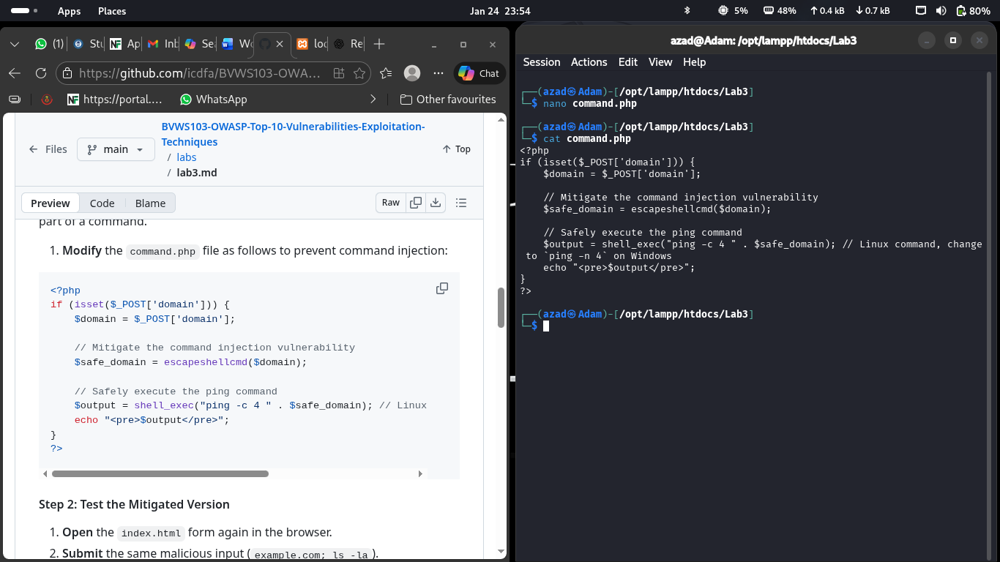 Apps Places Jan 24 23:54 5% 48% 0.4 kB 0.7 kB 80%
(1) Stu Ap Inb Se. Wo loc Re
https://github.com/icdfa/BVWS103-OWA... Chat
https://portal.... WhatsApp Other favourites
BVWS103-OWASP-Top-10-Vulnerabilities-Exploitation-
Techniques
Files main Top
/ labs
/ lab3.md
Preview Code Blame Raw
part of a command.
1. Modify the command.php file as follows to prevent command injection:
<?php
if (isset($_POST['domain'])) {
$domain = $_POST['domain'];
// Mitigate the command injection vulnerability
$safe_domain = escapeshellcmd($domain);
// Safely execute the ping command
$output = shell_exec("ping -c 4 " . $safe_domain); // Linux
echo "<pre>$output</pre>";
}
?>
Step 2: Test the Mitigated Version
1. Open the index.html form again in the browser.
2. Submit the same malicious input ( example.com; ls -la ).
azad@Adam: /opt/lampp/htdocs/Lab3
Session Actions Edit View Help
┌──(azad㉿Adam)-[/opt/lampp/htdocs/Lab3]
└─$ nano command.php
┌──(azad㉿Adam)-[/opt/lampp/htdocs/Lab3]
└─$ cat command.php
<?php
if (isset($_POST['domain'])) {
$domain = $_POST['domain'];
// Mitigate the command injection vulnerability
$safe_domain = escapeshellcmd($domain);
// Safely execute the ping command
$output = shell_exec("ping -c 4 " . $safe_domain); // Linux command, change
to `ping -n 4` on Windows
echo "<pre>$output</pre>";
}
?>
┌──(azad㉿Adam)-[/opt/lampp/htdocs/Lab3]
└─$